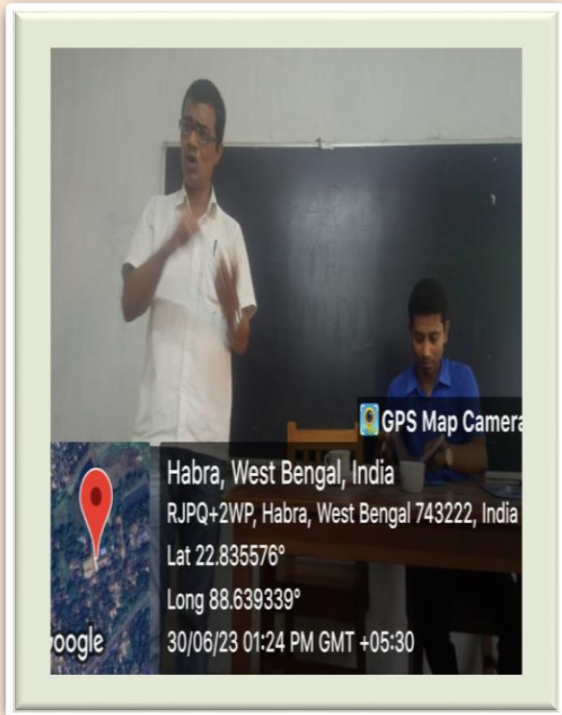 GPS Map Camera
Habra, West Bengal, India
RJPQ+2WP, Habra, West Bengal 743222, India
Lat 22.835576°
Long 88.639339°
30/06/23 01:24 PM GMT +05:30
Google